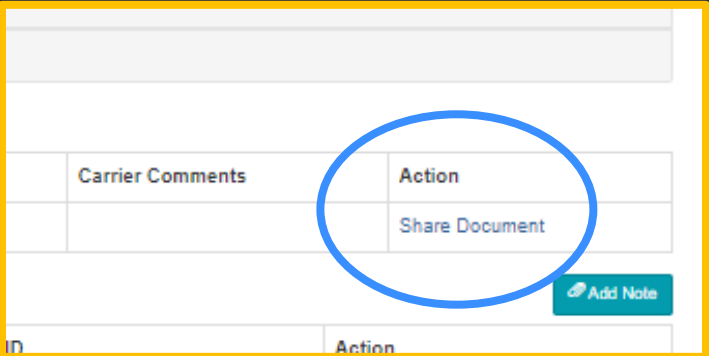 Carrier Comments Action
Share Document
Add Note
ID Action